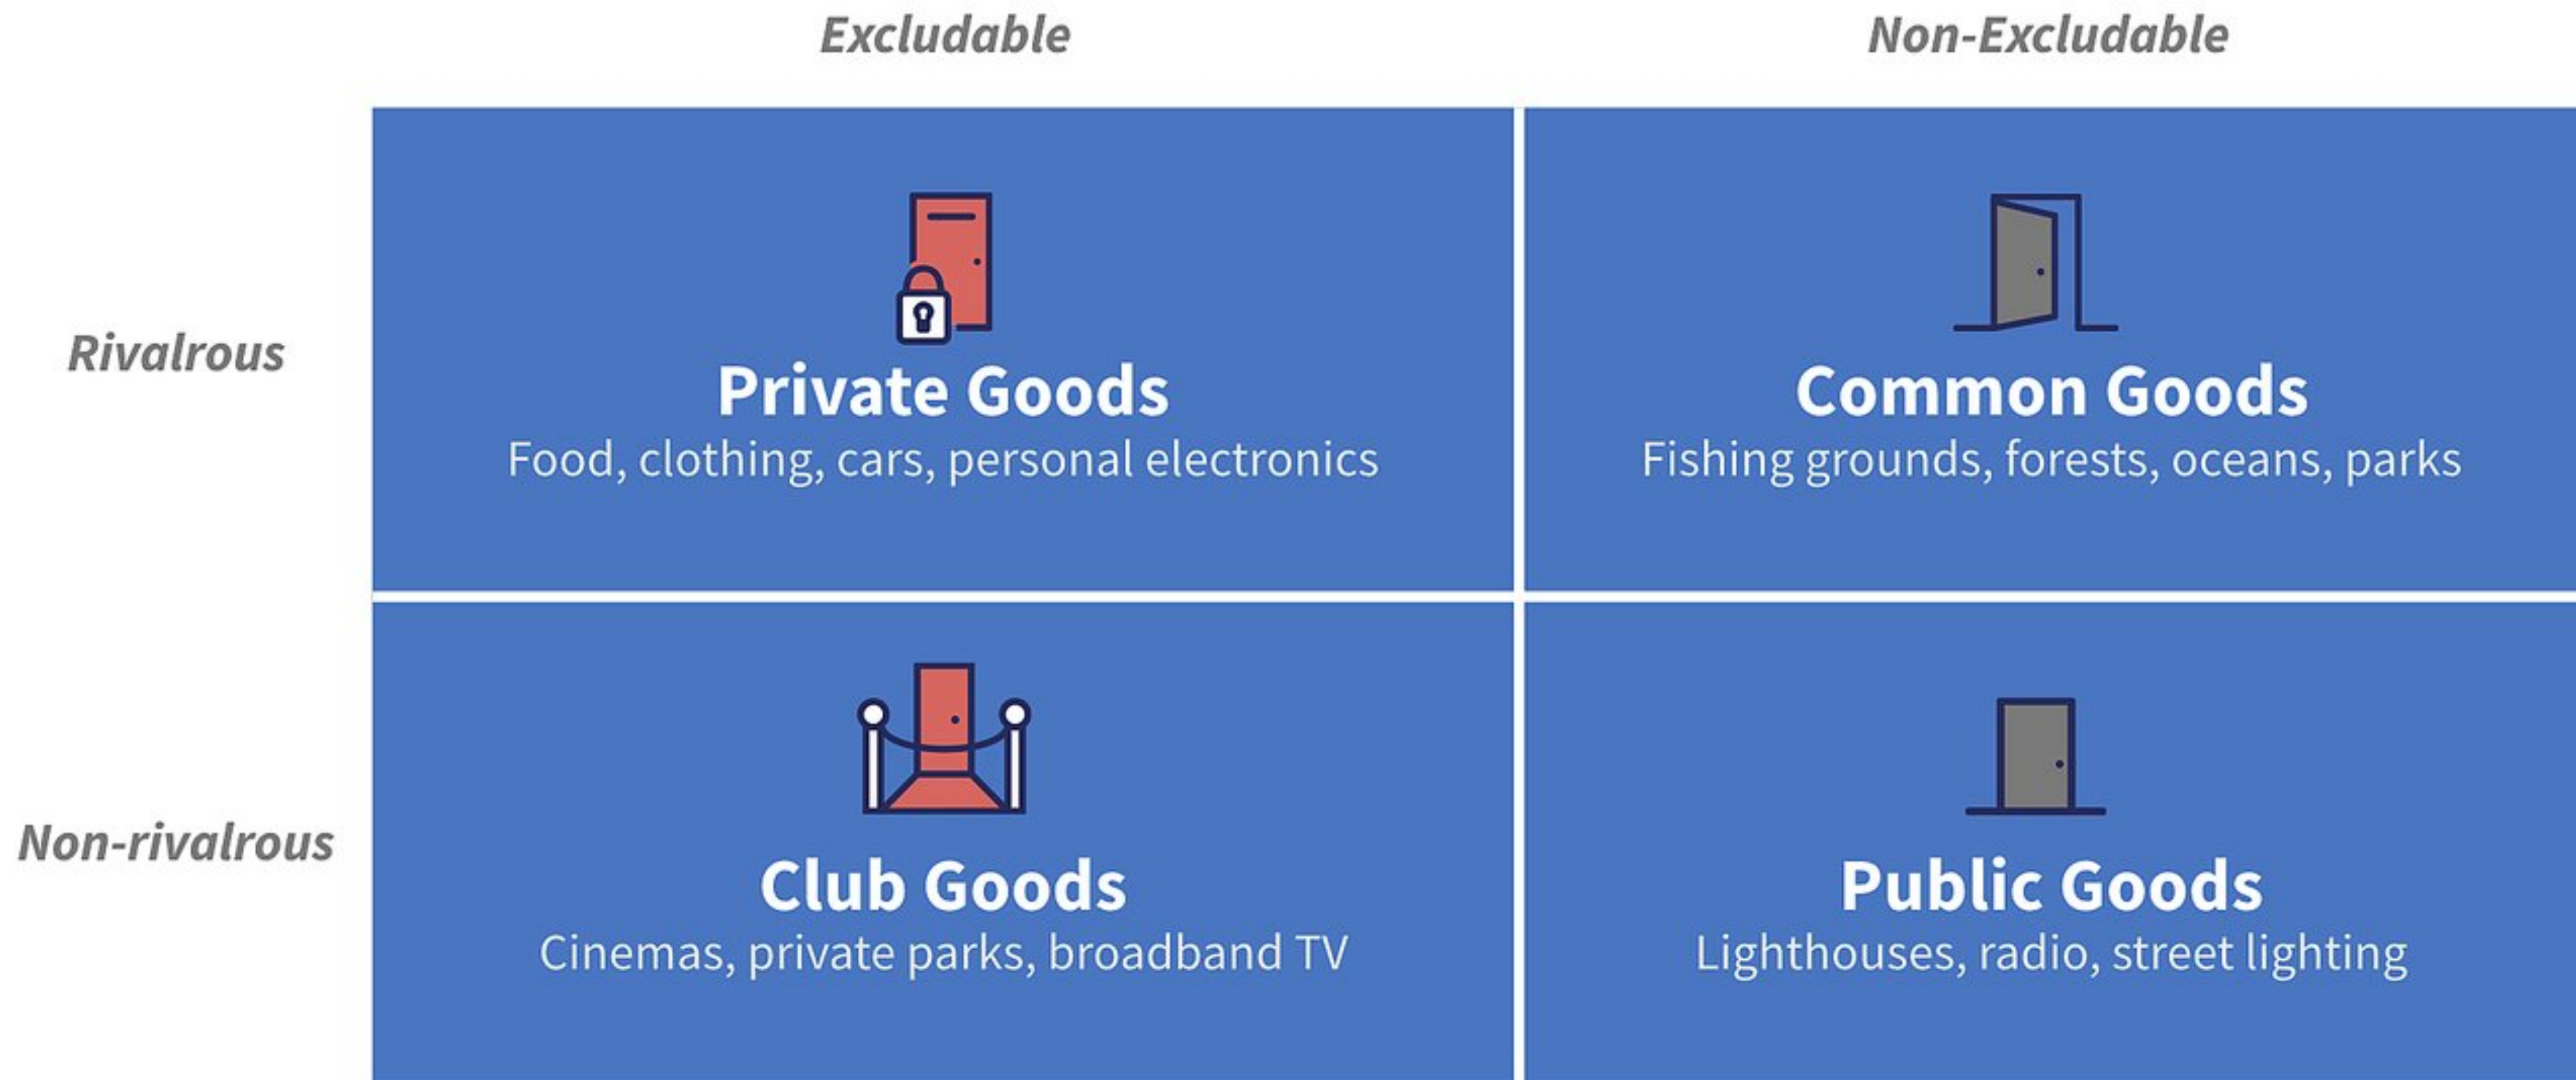 Excludable
Non-Excludable
Rivalrous
Private Goods
Food, clothing, cars, personal electronics
Common Goods
Fishing grounds, forests, oceans, parks
Non-rivalrous
Club Goods
Cinemas, private parks, broadband TV
Public Goods
Lighthouses, radio, street lighting